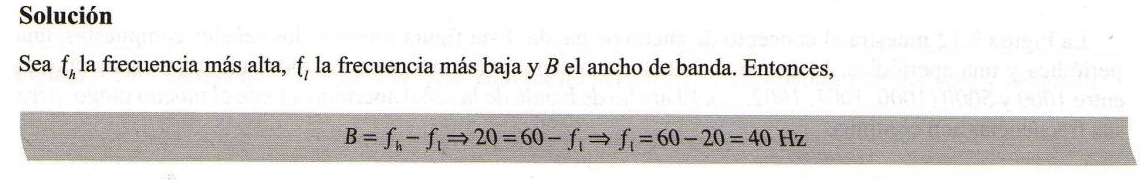 Solución
Sea f_h la frecuencia más alta, f_l la frecuencia más baja y B el ancho de banda. Entonces,
B = f_h − f_l ⇒ 20 = 60 − f_l ⇒ f_l = 60 − 20 = 40 Hz